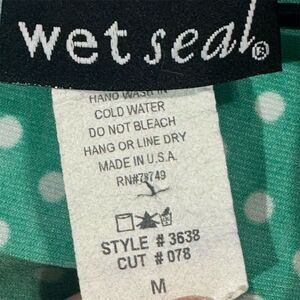 wet seal®
HAND WASH IN
COLD WATER
DO NOT BLEACH
HANG OR LINE DRY
MADE IN U.S.A.
RN#79749
STYLE # 3638
CUT # 078
M